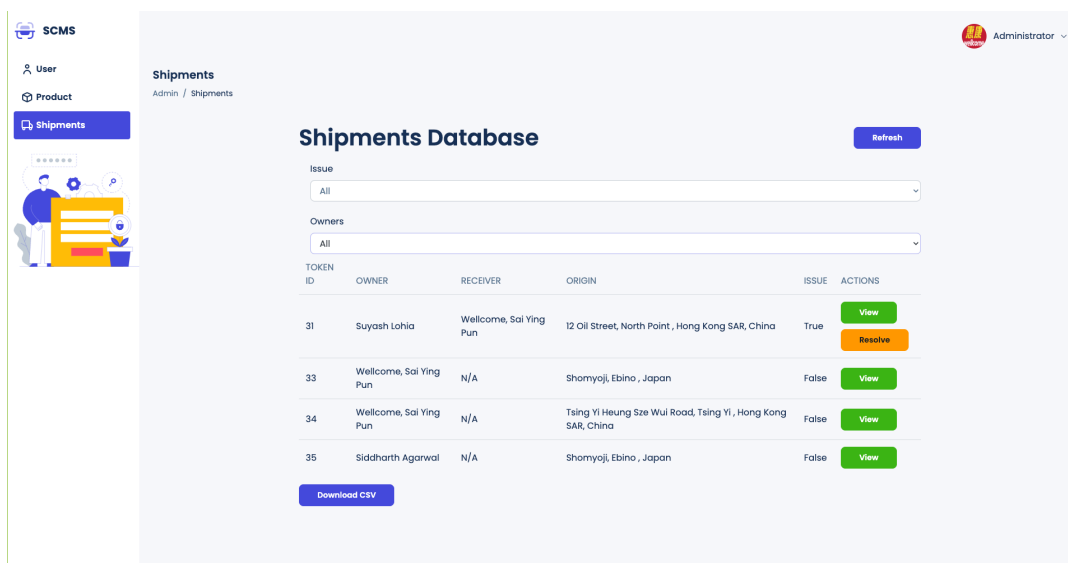 SCMS
惠康
wellcome
Administrator
User
Product
Shipments
Shipments
Admin / Shipments
Shipments Database
Refresh
Issue
All
Owners
All
TOKEN
ID OWNER RECEIVER ORIGIN ISSUE ACTIONS
31 Suyash Lohia Wellcome, Sai Ying
Pun 12 Oil Street, North Point , Hong Kong SAR, China True View
Resolve
33 Wellcome, Sai Ying
Pun N/A Shomyoji, Ebino , Japan False View
34 Wellcome, Sai Ying
Pun N/A Tsing Yi Heung Sze Wui Road, Tsing Yi , Hong Kong
SAR, China False View
35 Siddharth Agarwal N/A Shomyoji, Ebino , Japan False View
Download CSV